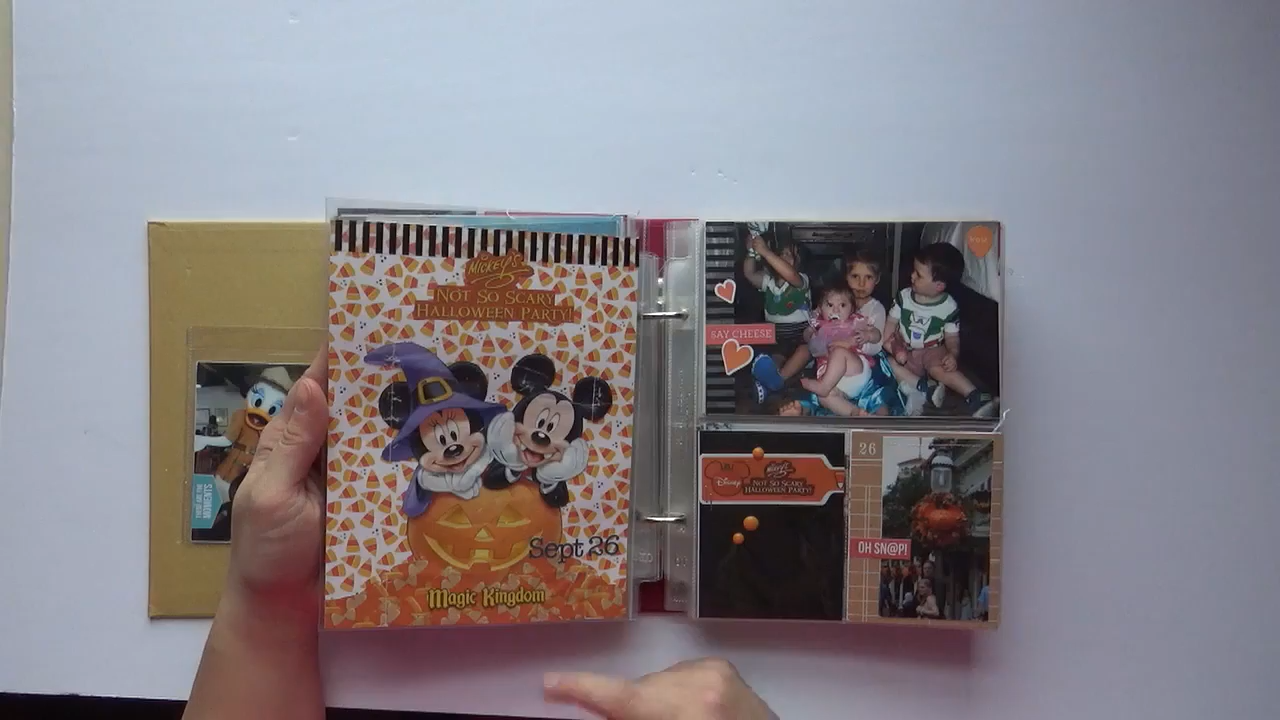 MICKEY'S
NOT SO SCARY
HALLOWEEN PARTY!
Sept 26
Magic Kingdom
MOMENTS
SAY CHEESE
Disney
MICKEY'S
NOT SO SCARY
HALLOWEEN PARTY!
26
OH SN@P!